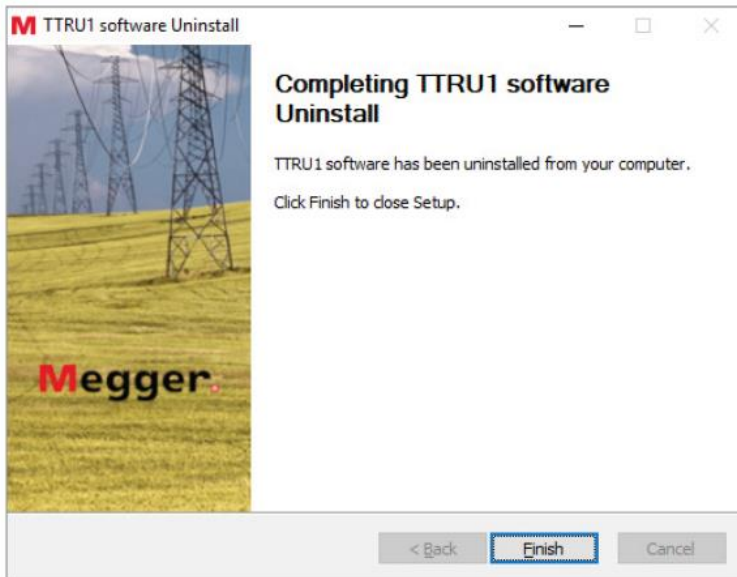 M TTRU1 software Uninstall
Completing TTRU1 software
Uninstall
TTRU1 software has been uninstalled from your computer.
Click Finish to close Setup.
Megger.
< Back
Finish
Cancel